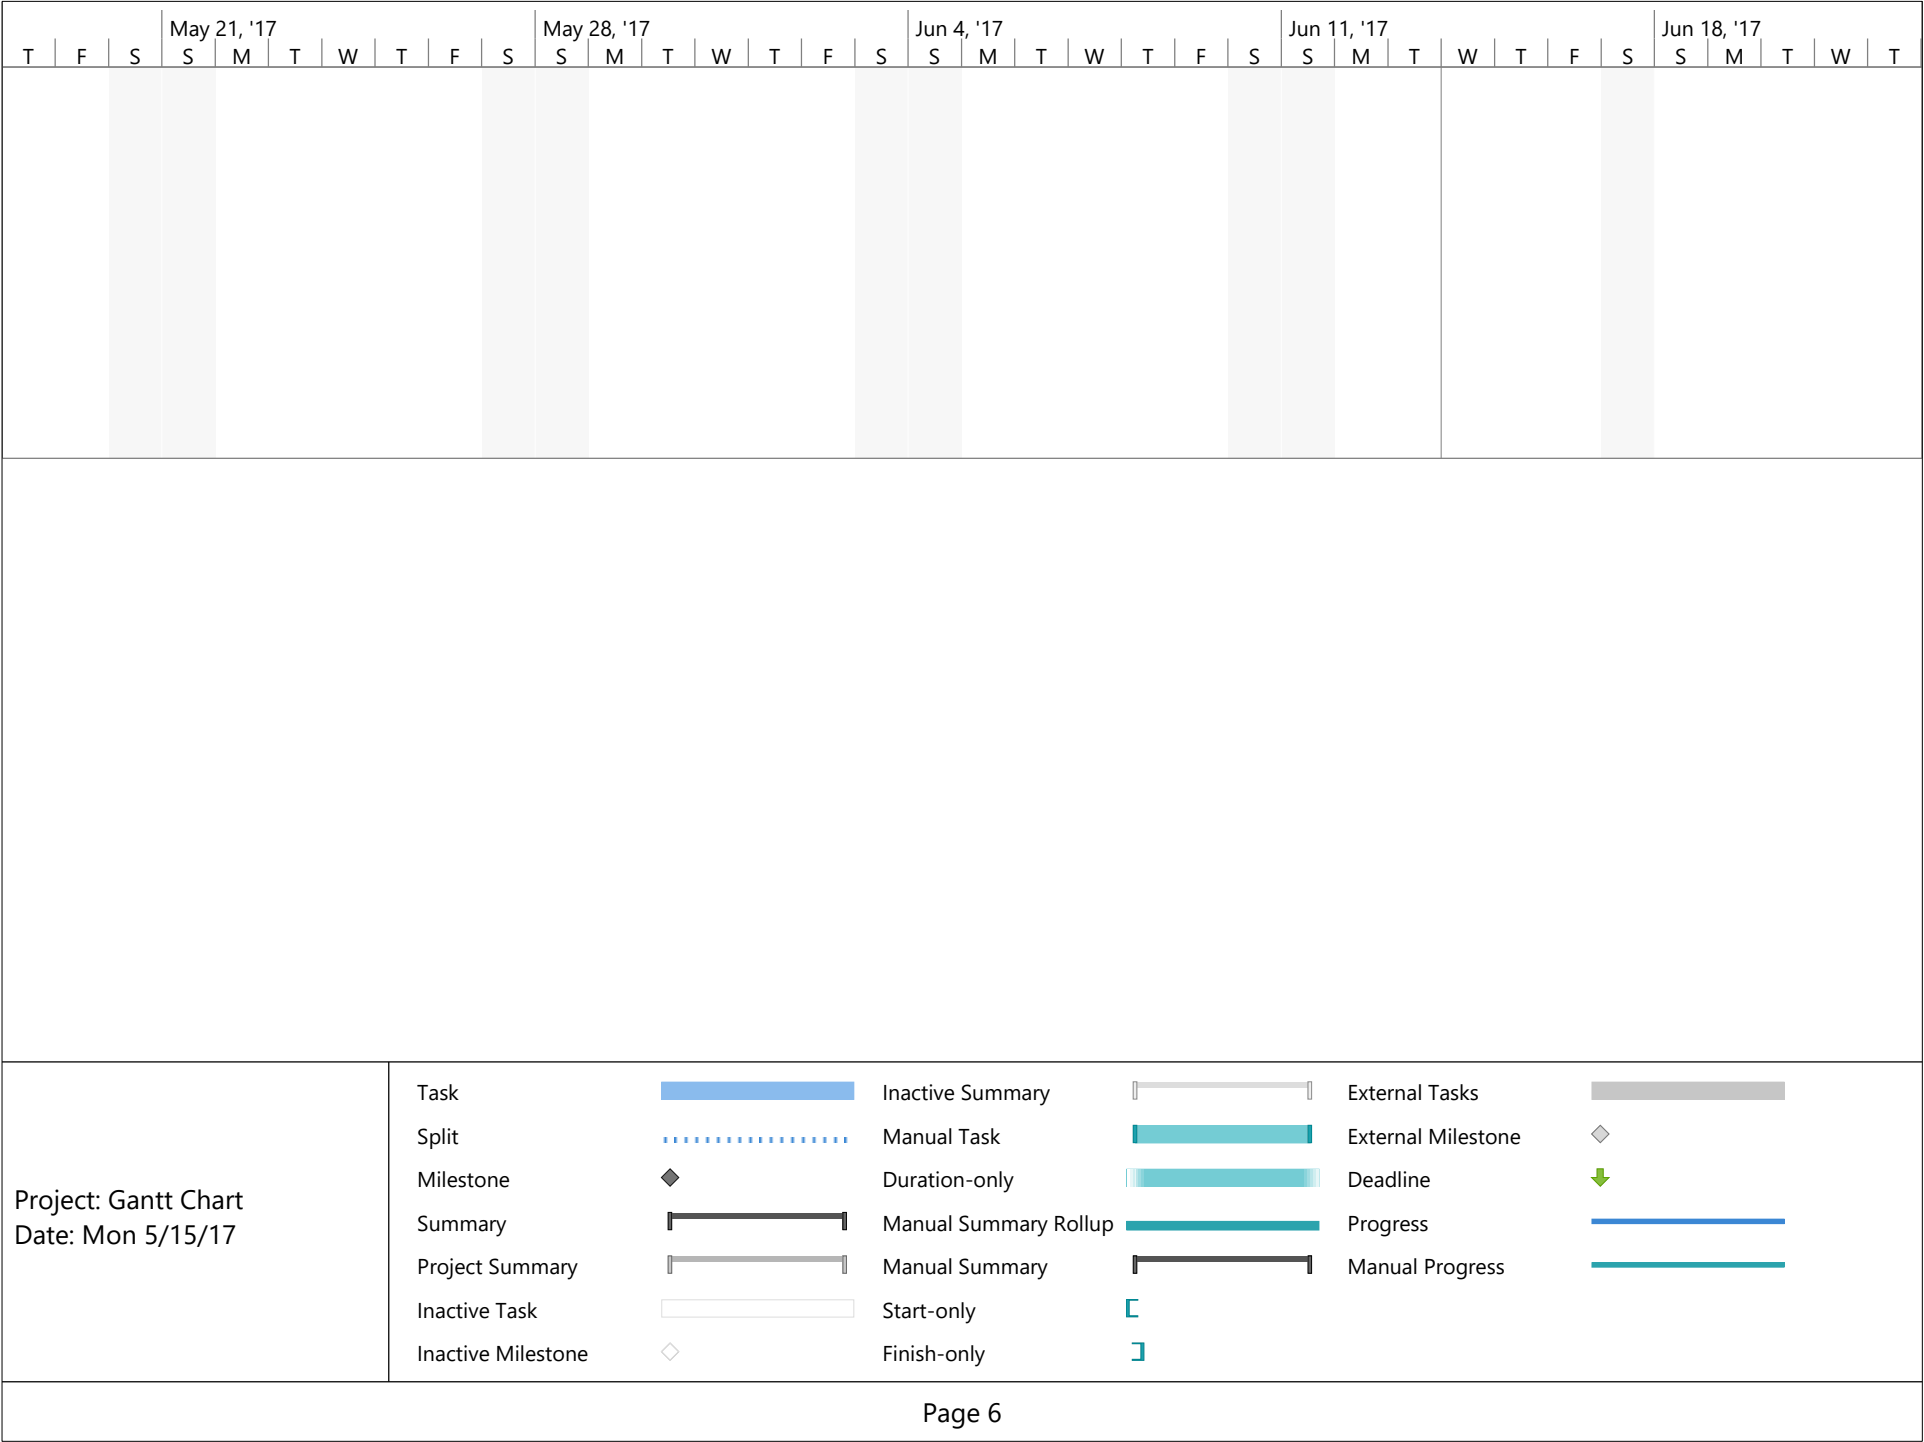 May 21, '17 May 28, '17 Jun 4, '17 Jun 11, '17 Jun 18, '17
T F S S M T W T F S S M T W T F S S M T W T F S S M T W T F S S M T W T
Project: Gantt Chart
Date: Mon 5/15/17
Task
Split
Milestone
Summary
Project Summary
Inactive Task
Inactive Milestone
Inactive Summary
Manual Task
Duration-only
Manual Summary Rollup
Manual Summary
Start-only
Finish-only
External Tasks
External Milestone
Deadline
Progress
Manual Progress
Page 6